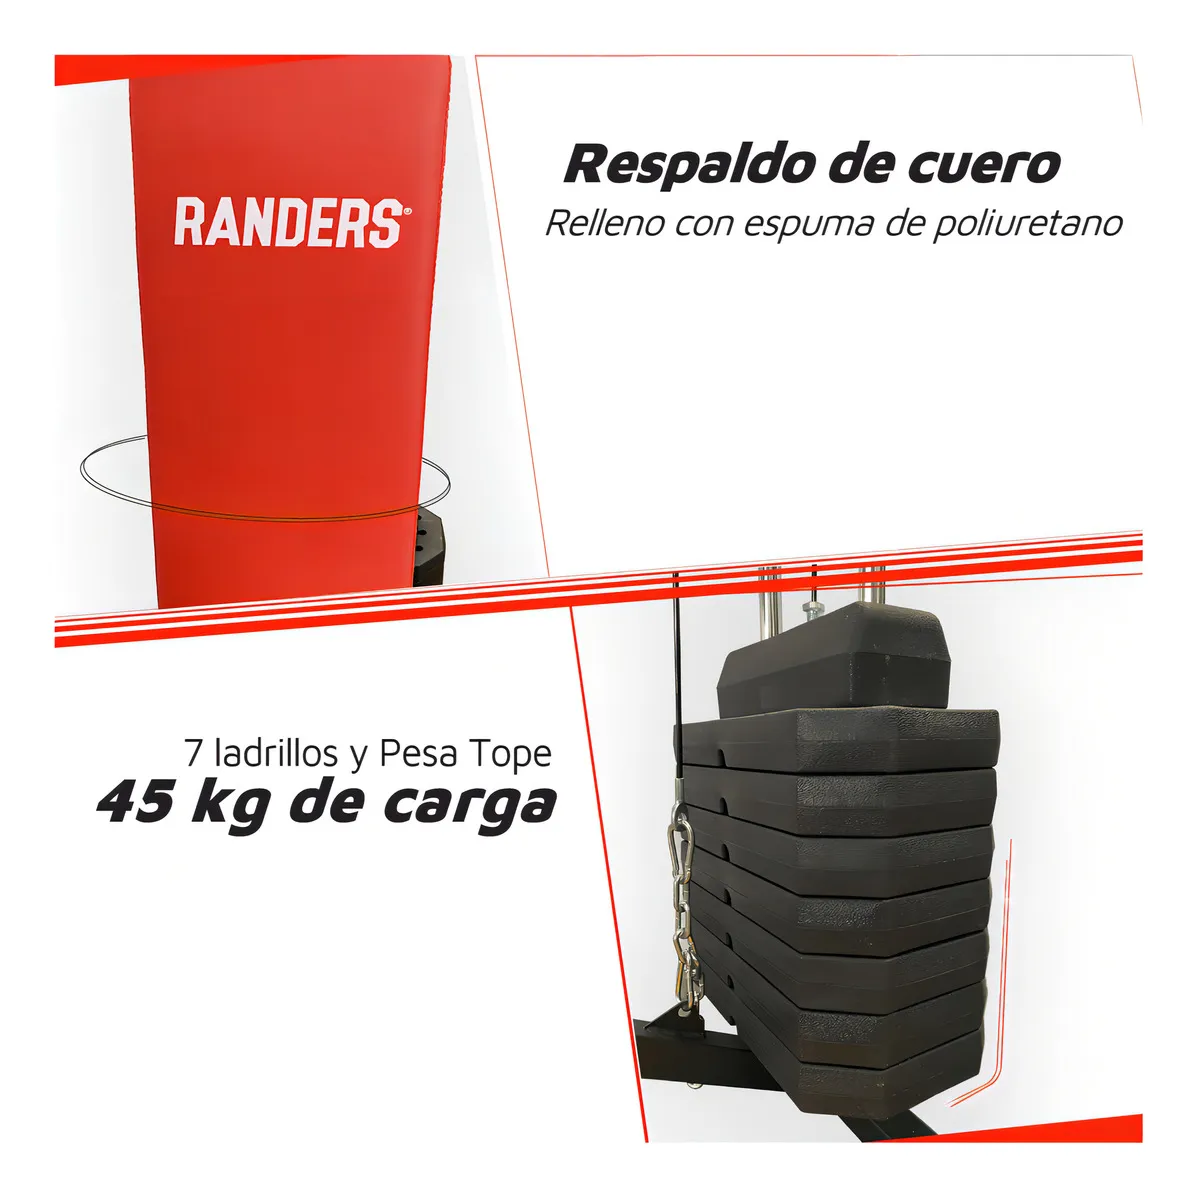 RANDERS®
Respaldo de cuero
Relleno con espuma de poliuretano
7 ladrillos y Pesa Tope
45 kg de carga